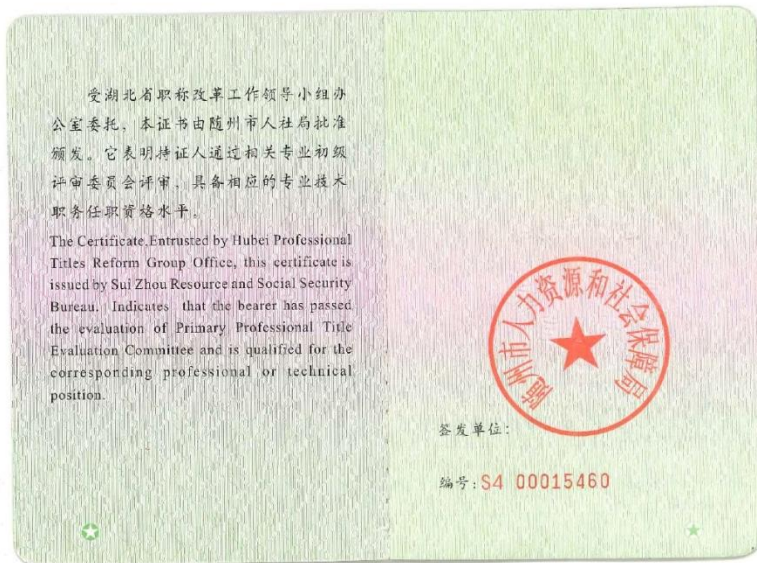 受湖北省职称改革工作领导小组办
公室委托，本证书由随州市人社局批准
颁发。它表明持证人通过相关专业初级
评审委员会评审，具备相应的专业技术
职务任职资格水平。
The Certificate.Entrusted by Hubei Professional
Titles Reform Group Office, this certificate is
issued by Sui Zhou Resource and Social Security
Bureau. Indicates that the bearer has passed
the evaluation of Primary Professional Title
Evaluation Committee and is qualified for the
corresponding professional or technical
position.
随州市人力资源和社会保障局
签发单位：
编号：S4 00015460